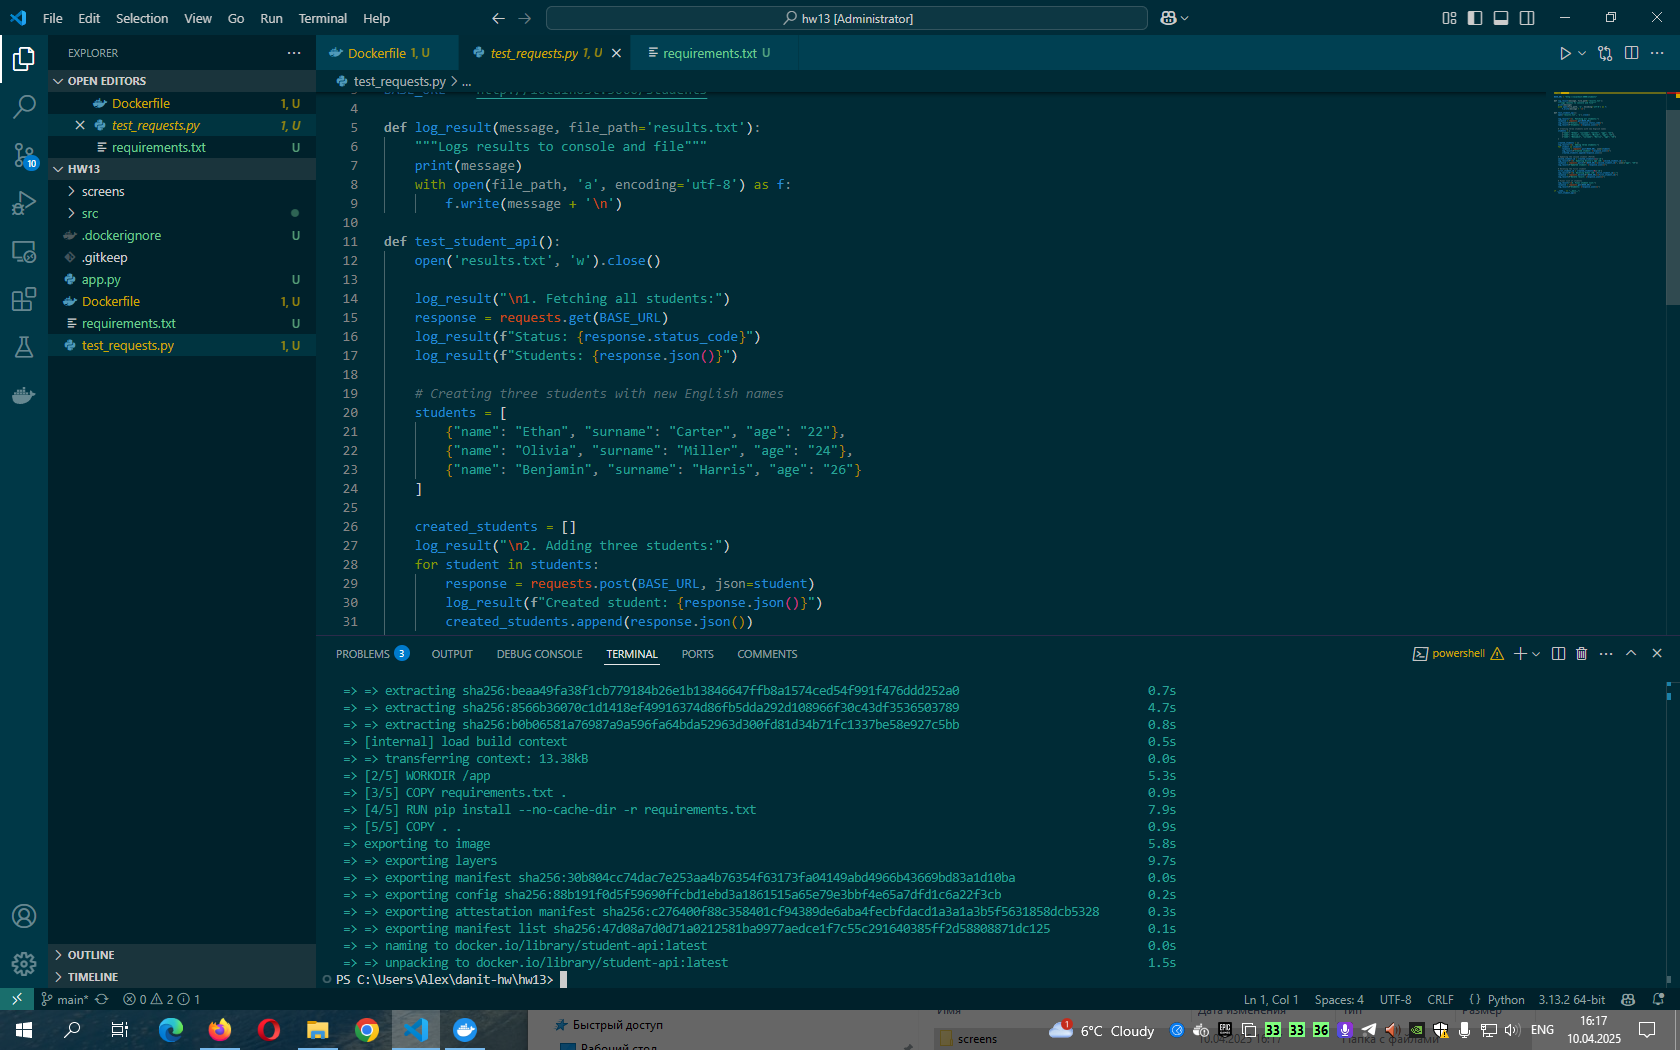 File Edit Selection View Go Run Terminal Help
hw13 [Administrator]
EXPLORER
OPEN EDITORS
Dockerfile 1, U
test_requests.py 1, U
requirements.txt U
HW13
screens
src
.dockerignore U
.gitkeep
app.py U
Dockerfile 1, U
requirements.txt U
test_requests.py 1, U
OUTLINE
TIMELINE
Dockerfile 1, U
test_requests.py 1, U
requirements.txt U
test_requests.py > ...
4
5 def log_result(message, file_path='results.txt'):
6 """Logs results to console and file"""
7 print(message)
8 with open(file_path, 'a', encoding='utf-8') as f:
9 f.write(message + '\n')
10
11 def test_student_api():
12 open('results.txt', 'w').close()
13
14 log_result("\n1. Fetching all students:")
15 response = requests.get(BASE_URL)
16 log_result(f"Status: {response.status_code}")
17 log_result(f"Students: {response.json()}")
18
19 # Creating three students with new English names
20 students = [
21 {"name": "Ethan", "surname": "Carter", "age": "22"},
22 {"name": "Olivia", "surname": "Miller", "age": "24"},
23 {"name": "Benjamin", "surname": "Harris", "age": "26"}
24 ]
25
26 created_students = []
27 log_result("\n2. Adding three students:")
28 for student in students:
29 response = requests.post(BASE_URL, json=student)
30 log_result(f"Created student: {response.json()}")
31 created_students.append(response.json())
PROBLEMS 3 OUTPUT DEBUG CONSOLE TERMINAL PORTS COMMENTS
powershell
=> => extracting sha256:beaa49fa38f1cb779184b26e1b13846647ffb8a1574ced54f991f476ddd252a0 0.7s
=> => extracting sha256:8566b36070c1d1418ef49916374d86fb5dda292d108966f30c43df3536503789 4.7s
=> => extracting sha256:b0b06581a76987a9a596fa64bda52963d300fd81d34b71fc1337be58e927c5bb 0.8s
=> [internal] load build context 0.5s
=> => transferring context: 13.38kB 0.0s
=> [2/5] WORKDIR /app 5.3s
=> [3/5] COPY requirements.txt . 0.9s
=> [4/5] RUN pip install --no-cache-dir -r requirements.txt 7.9s
=> [5/5] COPY . . 0.9s
=> exporting to image 5.8s
=> => exporting layers 9.7s
=> => exporting manifest sha256:30b804cc74dac7e253aa4b76354f63173fa04149abd4966b43669bd83a1d10ba 0.0s
=> => exporting config sha256:88b191f0d5f59690ffcbd1ebd3a1861515a65e79e3bbf4e65a7dfd1c6a22f3cb 0.2s
=> => exporting attestation manifest sha256:c276400f88c358401cf94389de6aba4fecbfdacd1a3a1a3b5f5631858dcb5328 0.3s
=> => exporting manifest list sha256:47d08a7d0d71a0212581ba9977aedce1f7c55c291640385ff2d58808871dc125 0.1s
=> => naming to docker.io/library/student-api:latest 0.0s
=> => unpacking to docker.io/library/student-api:latest 1.5s
PS C:\Users\Alex\danit-hw\hw13>
10
main* 0 2 1
Ln 1, Col 1 Spaces: 4 UTF-8 CRLF {} Python 3.13.2 64-bit
Быстрый доступ
Рабочий стол
screens
1
6°C Cloudy
33 33 36
ENG
16:17
10.04.2025